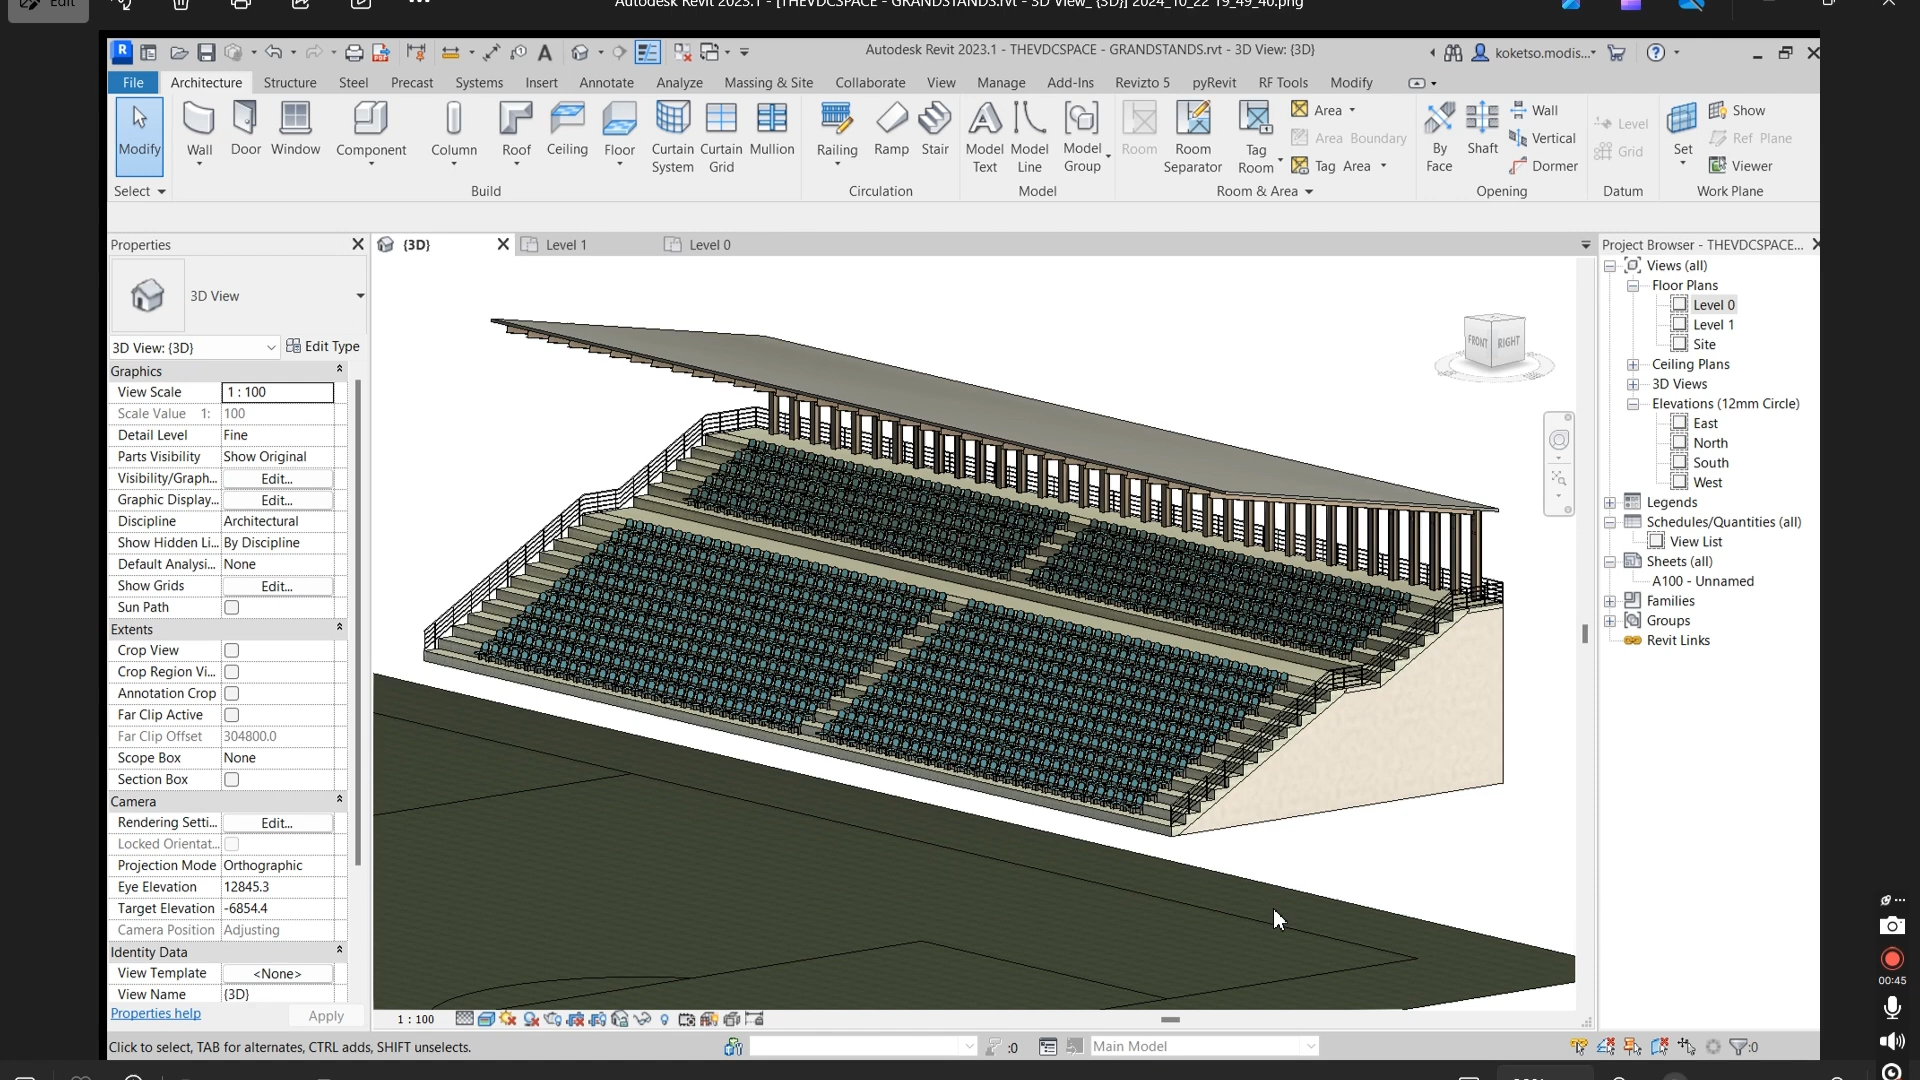 Edit
Autodesk Revit 2023.1 - [THEVDCSPACE - GRANDSTANDS.rvt - 3D View_ {3D}] 2024_10_22 19_49_40.png
Autodesk Revit 2023.1 - THEVDCSPACE - GRANDSTANDS.rvt - 3D View: {3D}
koketso.modis...
File Architecture Structure Steel Precast Systems Insert Annotate Analyze Massing & Site Collaborate View Manage Add-Ins Revizto 5 pyRevit RF Tools Modify
Modify Wall Door Window Component Column Roof Ceiling Floor Curtain System Curtain Grid Mullion Railing Ramp Stair Model Text Model Line Model Group Room Room Separator Tag Room
Area
Area Boundary
Tag Area
By Face Shaft
Wall
Vertical
Dormer
Level
Grid
Set
Show
Ref Plane
Viewer
Select Build Circulation Model Room & Area Opening Datum Work Plane
Properties
{3D} Level 1 Level 0
3D View
3D View: {3D} Edit Type
Graphics
View Scale 1 : 100
Scale Value 1: 100
Detail Level Fine
Parts Visibility Show Original
Visibility/Graph... Edit...
Graphic Display... Edit...
Discipline Architectural
Show Hidden Li... By Discipline
Default Analysi... None
Show Grids Edit...
Sun Path
Extents
Crop View
Crop Region Vi...
Annotation Crop
Far Clip Active
Far Clip Offset 304800.0
Scope Box None
Section Box
Camera
Rendering Setti... Edit...
Locked Orientat...
Projection Mode Orthographic
Eye Elevation 12845.3
Target Elevation -6854.4
Camera Position Adjusting
Identity Data
View Template <None>
View Name {3D}
Properties help Apply
FRONT RIGHT
Project Browser - THEVDCSPACE...
Views (all)
Floor Plans
Level 0
Level 1
Site
Ceiling Plans
3D Views
Elevations (12mm Circle)
East
North
South
West
Legends
Schedules/Quantities (all)
View List
Sheets (all)
A100 - Unnamed
Families
Groups
Revit Links
1 : 100
Click to select, TAB for alternates, CTRL adds, SHIFT unselects.
:0
Main Model
:0
00:45